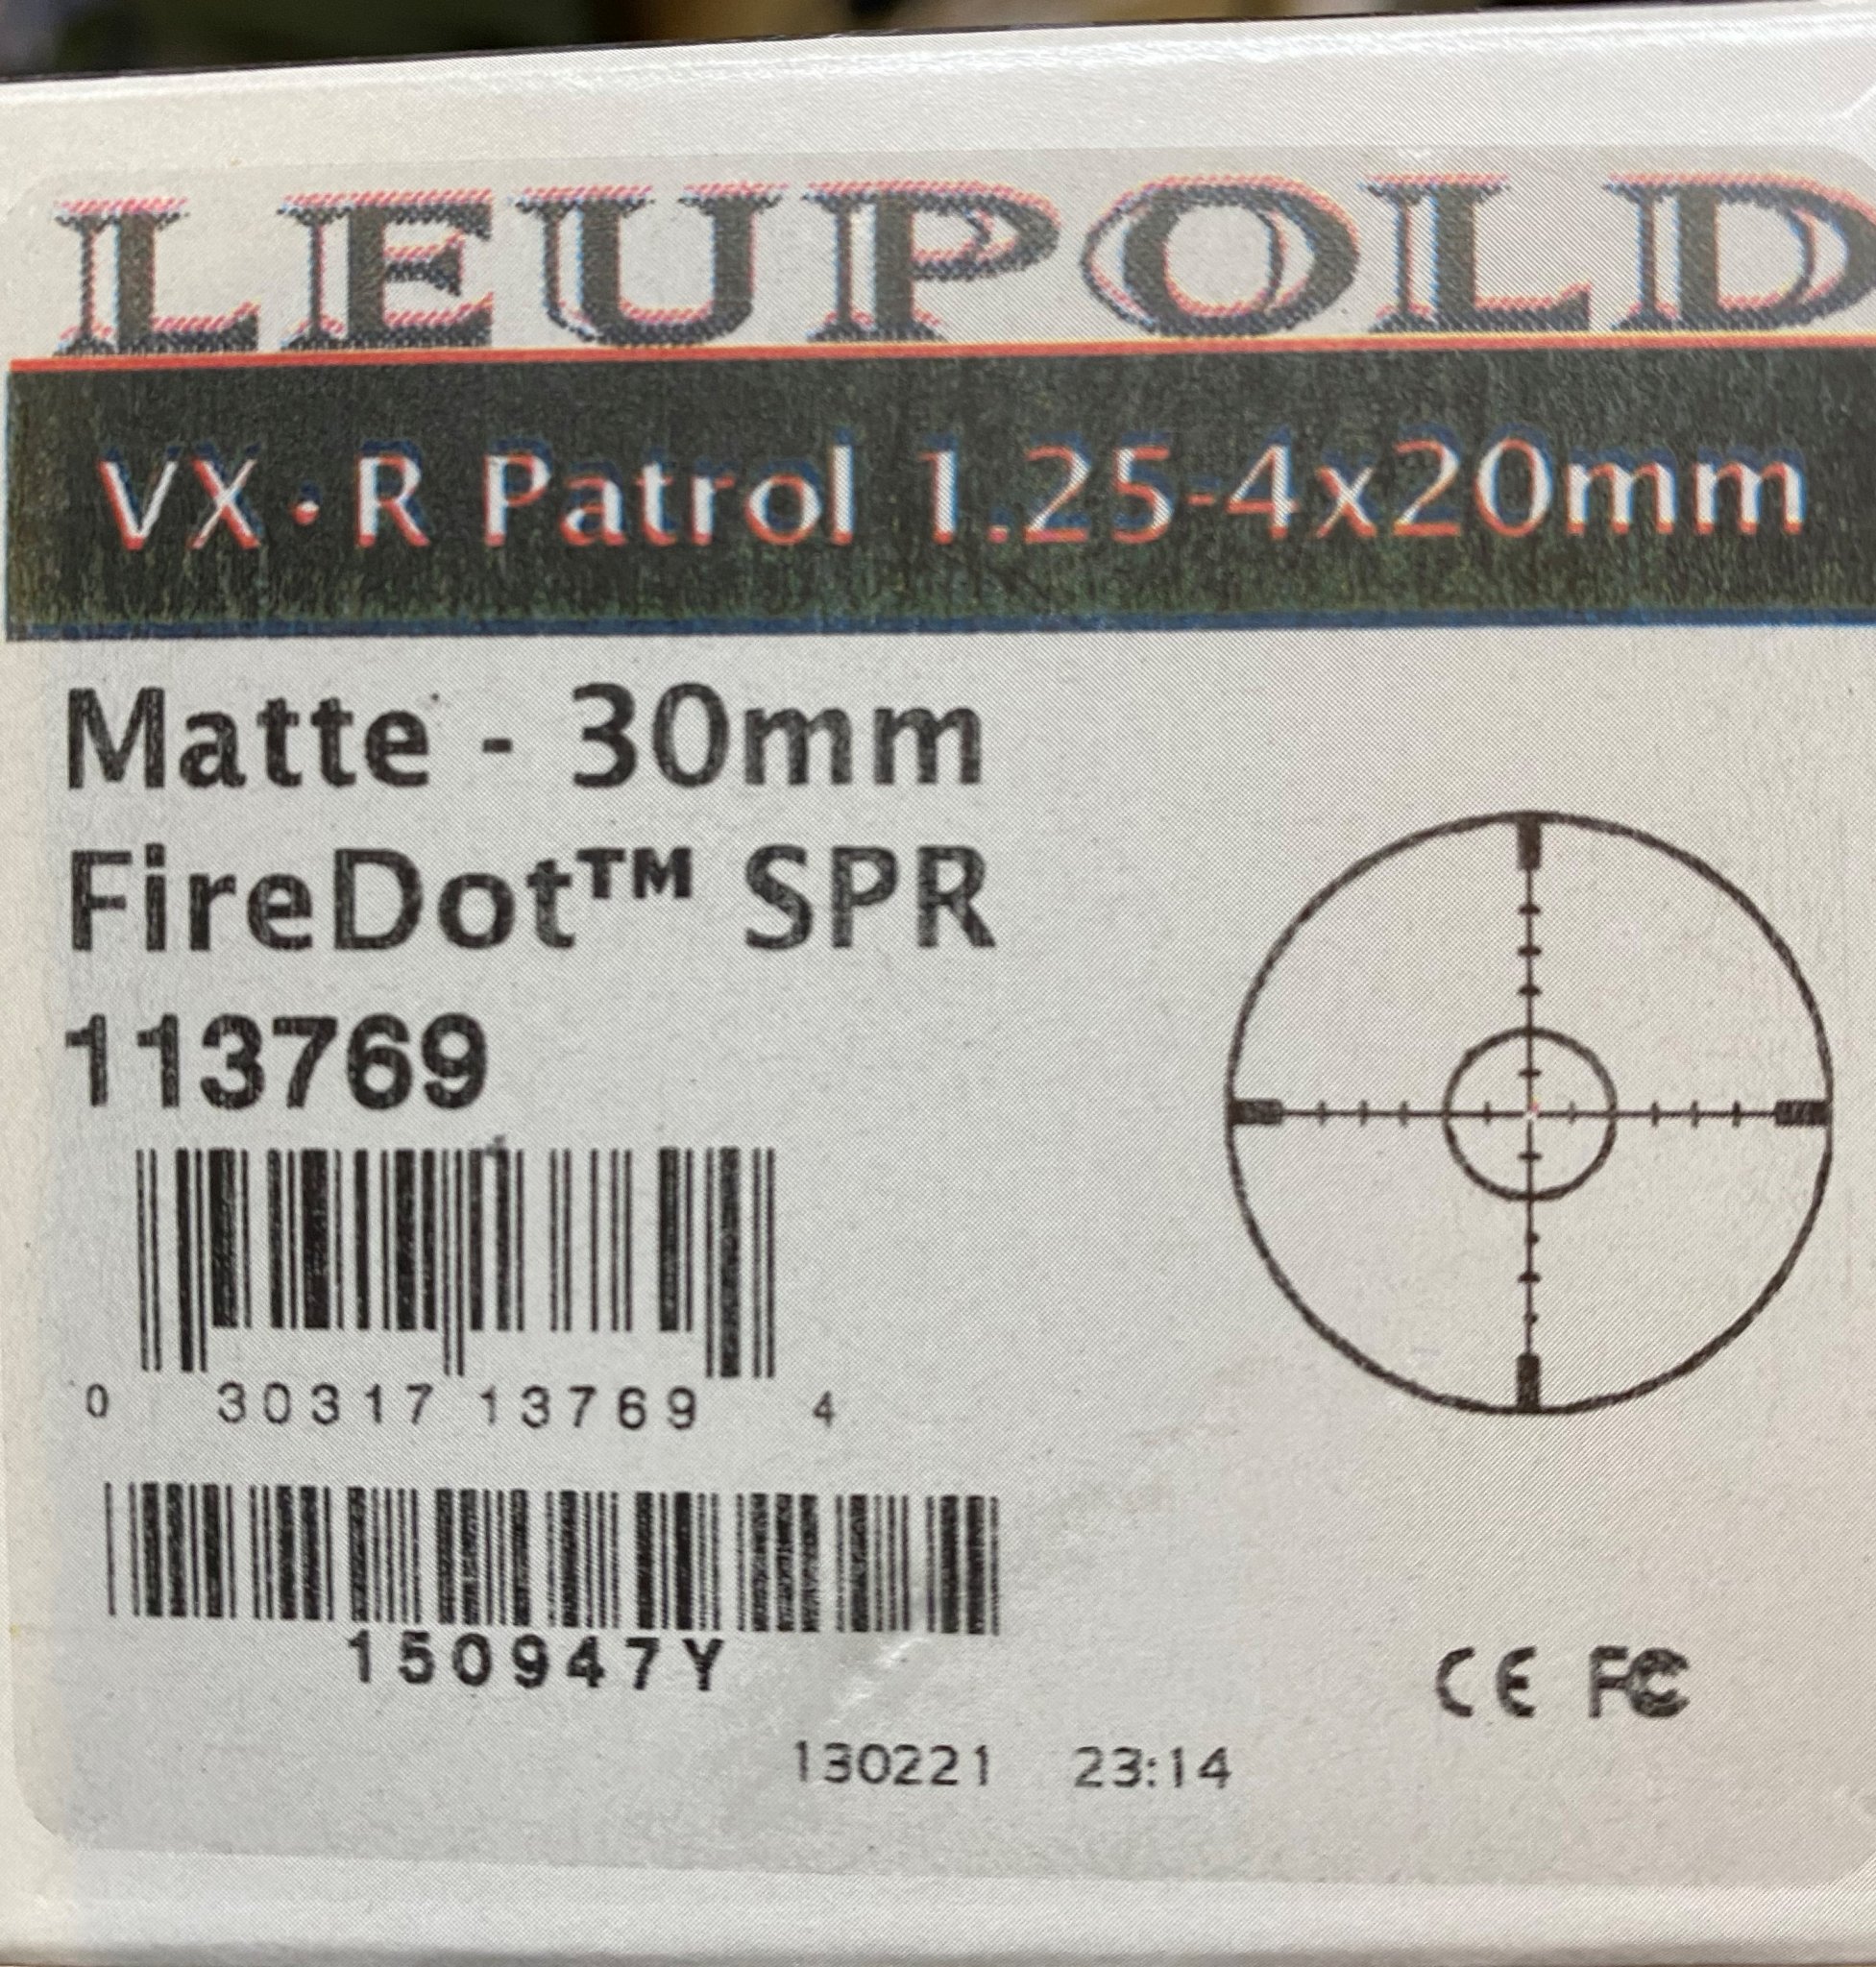 LEUPOLD
VX·R Patrol 1.25-4x20mm
Matte - 30mm
FireDot™ SPR
113769
0 30317 13769 4
150947Y
CE FC
130221 23:14